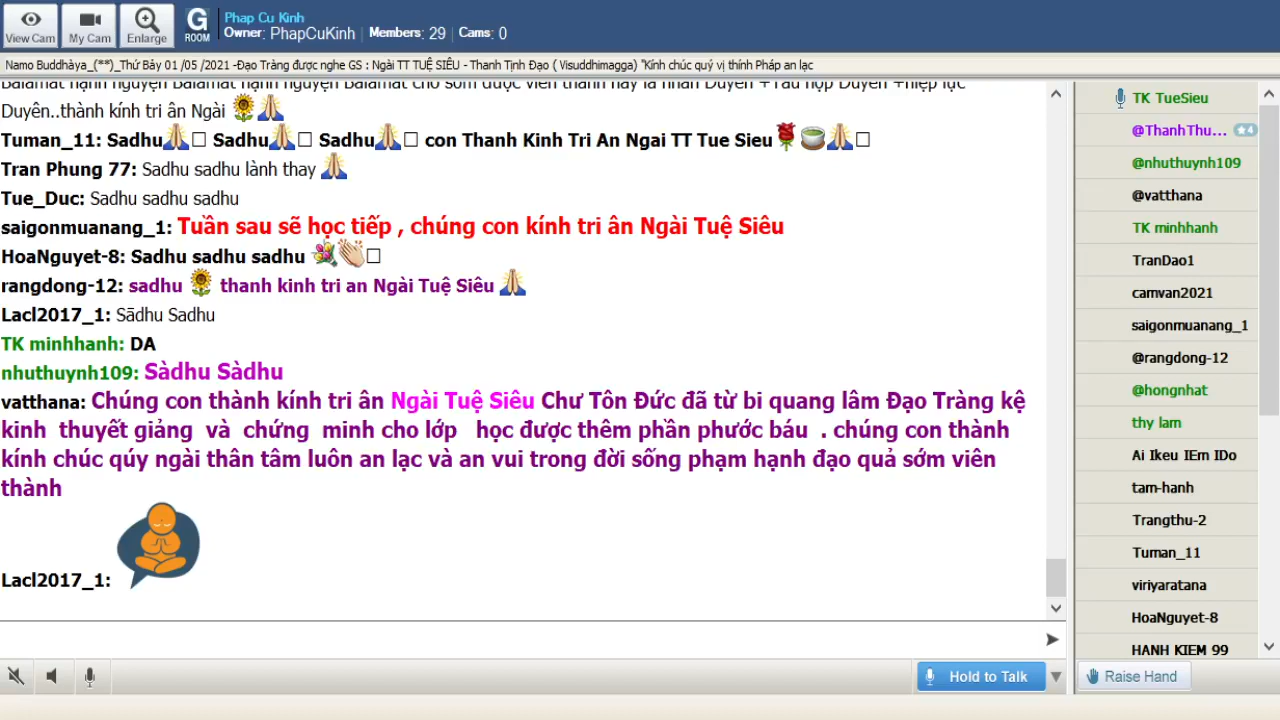 View Cam
My Cam
Enlarge
G
ROOM
Phap Cu Kinh
Owner: PhapCuKinh | Members: 29 | Cams: 0
Namo Buddhàya_(**)_Thứ Bảy 01 /05 /2021 -Đạo Tràng được nghe GS : Ngài TT TUỆ SIÊU - Thanh Tịnh Đạo ( Visuddhimagga) "Kính chúc quý vị thính Pháp an lạc
Duyên..thành kính tri ân Ngài 🌻🙏
Tuman_11: Sadhu🙏□ Sadhu🙏□ Sadhu🙏□ con Thanh Kinh Tri An Ngai TT Tue Sieu🌹🍵🙏□
Tran Phung 77: Sadhu sadhu lành thay 🙏
Tue_Duc: Sadhu sadhu sadhu
saigonmuanang_1: Tuần sau sẽ học tiếp , chúng con kính tri ân Ngài Tuệ Siêu
HoaNguyet-8: Sadhu sadhu sadhu 💐👏□
rangdong-12: sadhu 🌻 thanh kinh tri an Ngài Tuệ Siêu 🙏
Lacl2017_1: Sādhu Sadhu
TK minhhanh: DA
nhuthuynh109: Sàdhu Sàdhu
vatthana: Chúng con thành kính tri ân Ngài Tuệ Siêu Chư Tôn Đức đã từ bi quang lâm Đạo Tràng kệ
kinh thuyết giảng và chứng minh cho lớp học được thêm phần phước báu . chúng con thành
kính chúc qúy ngài thân tâm luôn an lạc và an vui trong đời sống phạm hạnh đạo quả sớm viên
thành
Lacl2017_1:
Hold to Talk
TK TueSieu
@ThanhThu... ★4
@nhuthuynh109
@vatthana
TK minhhanh
TranDao1
camvan2021
saigonmuanang_1
@rangdong-12
@hongnhat
thy lam
Ai Ikeu IEm IDo
tam-hanh
Trangthu-2
Tuman_11
viriyaratana
HoaNguyet-8
HANH KIEM 99
Raise Hand